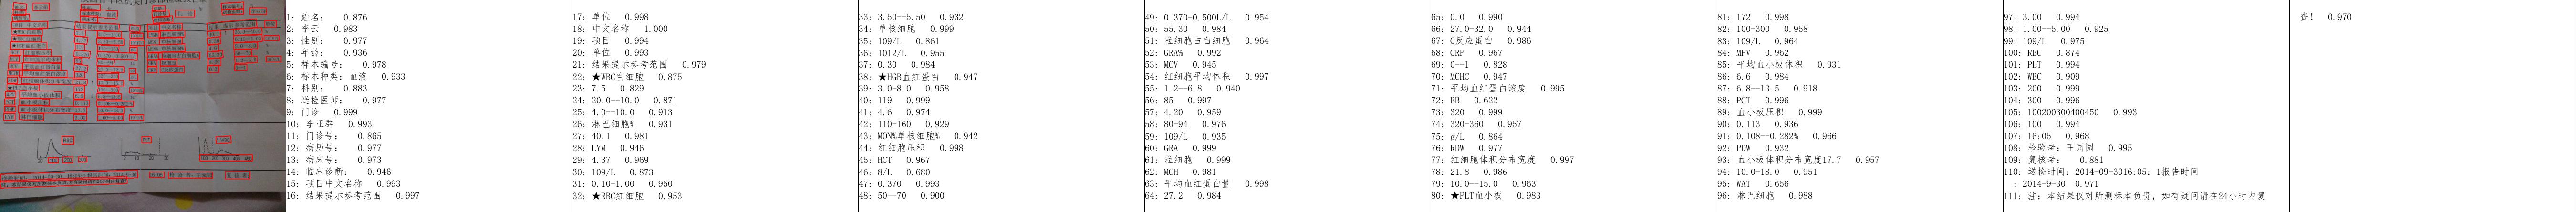 1: 姓名: 0.876
2: 李云 0.983
3: 性别: 0.977
4: 年龄: 0.936
5: 样本编号: 0.978
6: 标本种类: 血液 0.933
7: 科别: 0.883
8: 送检医师: 0.977
9: 门诊 0.999
10: 李亚群 0.993
11: 门诊号: 0.865
12: 病历号: 0.977
13: 病床号: 0.973
14: 临床诊断: 0.946
15: 项目中文名称 0.993
16: 结果提示参考范围 0.997
17: 单位 0.998
18: 中文名称 1.000
19: 项目 0.994
20: 单位 0.993
21: 结果提示参考范围 0.979
22: ★WBC白细胞 0.875
23: 7.5 0.829
24: 20.0--10.0 0.871
25: 4.0--10.0 0.913
26: 淋巴细胞% 0.931
27: 40.1 0.981
28: LYM 0.946
29: 4.37 0.969
30: 109/L 0.873
31: 0.10-1.00 0.950
32: ★RBC红细胞 0.953
33: 3.50--5.50 0.932
34: 单核细胞 0.999
35: 109/L 0.861
36: 1012/L 0.955
37: 0.30 0.984
38: ★HGB血红蛋白 0.947
39: 3.0-8.0 0.958
40: 119 0.999
41: 4.6 0.974
42: 110-160 0.929
43: MON%单核细胞% 0.942
44: 红细胞压积 0.998
45: HCT 0.967
46: 8/L 0.680
47: 0.370 0.993
48: 50--70 0.900
49: 0.370-0.500L/L 0.954
50: 55.30 0.984
51: 粒细胞占白细胞 0.964
52: GRA% 0.992
53: MCV 0.945
54: 红细胞平均体积 0.997
55: 1.2--6.8 0.940
56: 85 0.997
57: 4.20 0.959
58: 80-94 0.976
59: 109/L 0.935
60: GRA 0.999
61: 粒细胞 0.999
62: MCH 0.981
63: 平均血红蛋白量 0.998
64: 27.2 0.984
65: 0.0 0.990
66: 27.0-32.0 0.944
67: C反应蛋白 0.986
68: CRP 0.967
69: 0--1 0.828
70: MCHC 0.947
71: 平均血红蛋白浓度 0.995
72: BB 0.622
73: 320 0.999
74: 320-360 0.957
75: g/L 0.864
76: RDW 0.977
77: 红细胞体积分布宽度 0.997
78: 21.8 0.986
79: 10.0--15.0 0.963
80: ★PLT血小板 0.983
81: 172 0.998
82: 100-300 0.958
83: 109/L 0.964
84: MPV 0.962
85: 平均血小板休积 0.931
86: 6.6 0.984
87: 6.8--13.5 0.918
88: PCT 0.996
89: 血小板压积 0.999
90: 0.113 0.936
91: 0.108--0.282% 0.966
92: PDW 0.932
93: 血小板体积分布宽度17.7 0.957
94: 10.0-18.0 0.951
95: WAT 0.656
96: 淋巴细胞 0.988
97: 3.00 0.994
98: 1.00--5.00 0.925
99: 109/L 0.975
100: RBC 0.874
101: PLT 0.994
102: WBC 0.909
103: 200 0.999
104: 300 0.996
105: 100200300400450 0.993
106: 100 0.994
107: 16:05 0.968
108: 检验者: 王园园 0.995
109: 复核者: 0.881
110: 送检时间: 2014-09-3016:05: 1报告时间
: 2014-9-30 0.971
111: 注: 本结果仅对所测标本负责, 如有疑问请在24小时内复
查! 0.970